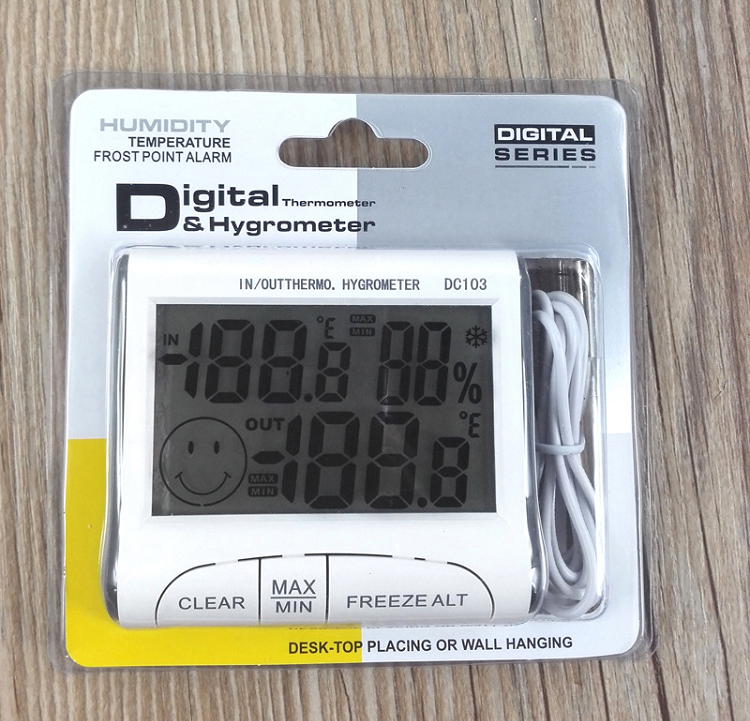 HUMIDITY
TEMPERATURE
FROST POINT ALARM
DIGITAL
SERIES
Digital Thermometer
& Hygrometer
IN/OUTTHERMO. HYGROMETER DC103
IN -188.8 °E MAX MIN 88%
OUT -188.8 °E
MAX
MIN
CLEAR
MAX
MIN
FREEZE ALT
DESK-TOP PLACING OR WALL HANGING